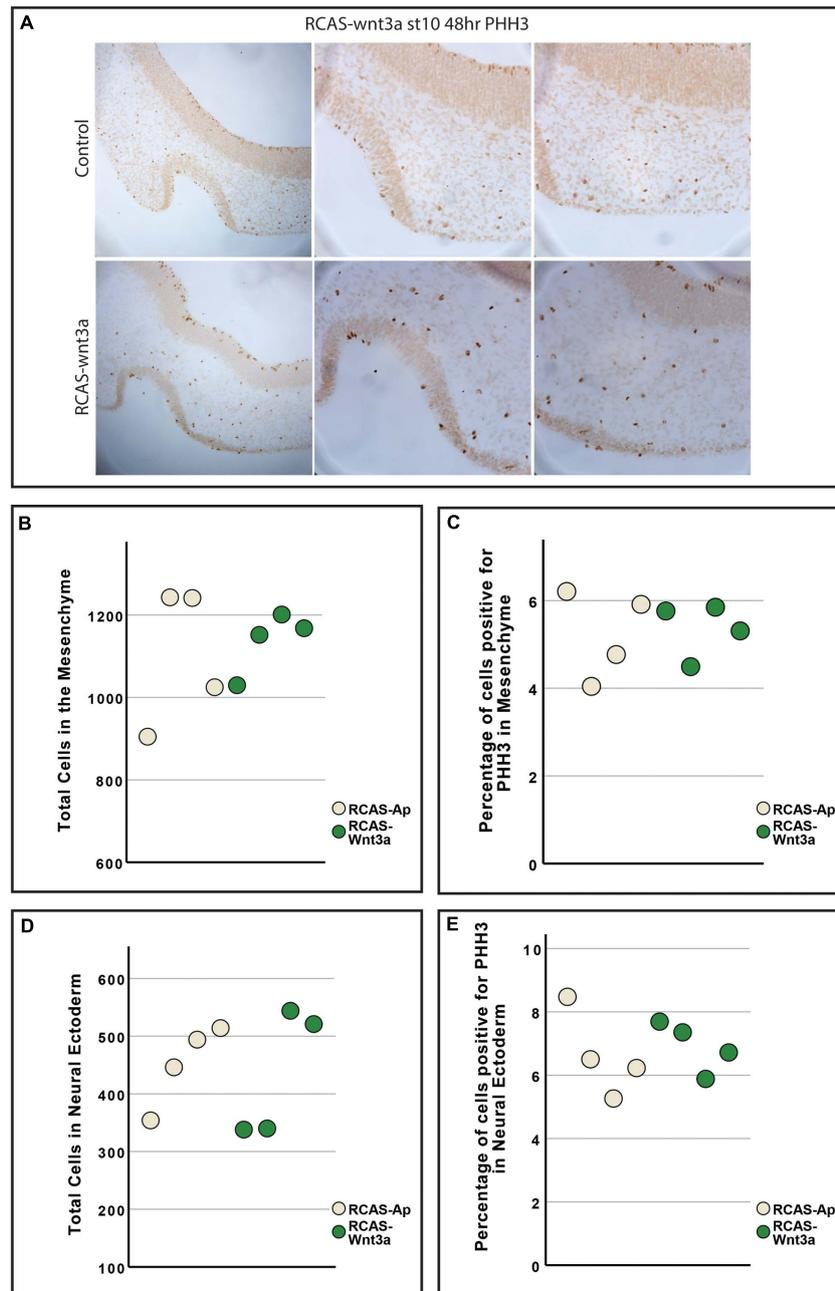 A
RCAS-wnt3a st10 48hr PHH3
Control
RCAS-wnt3a
B
Total Cells in the Mesenchyme
1200
1000
800
600
RCAS-Ap
RCAS-
Wnt3a
C
Percentage of cells positive for
PHH3 in Mesenchyme
6
4
2
0
RCAS-Ap
RCAS-
Wnt3a
D
Total Cells in Neural Ectoderm
600
500
400
300
200
100
RCAS-Ap
RCAS-
Wnt3a
E
Percentage of cells positive for PHH3
in Neural Ectoderm
10
8
6
4
2
0
RCAS-Ap
RCAS-
Wnt3a